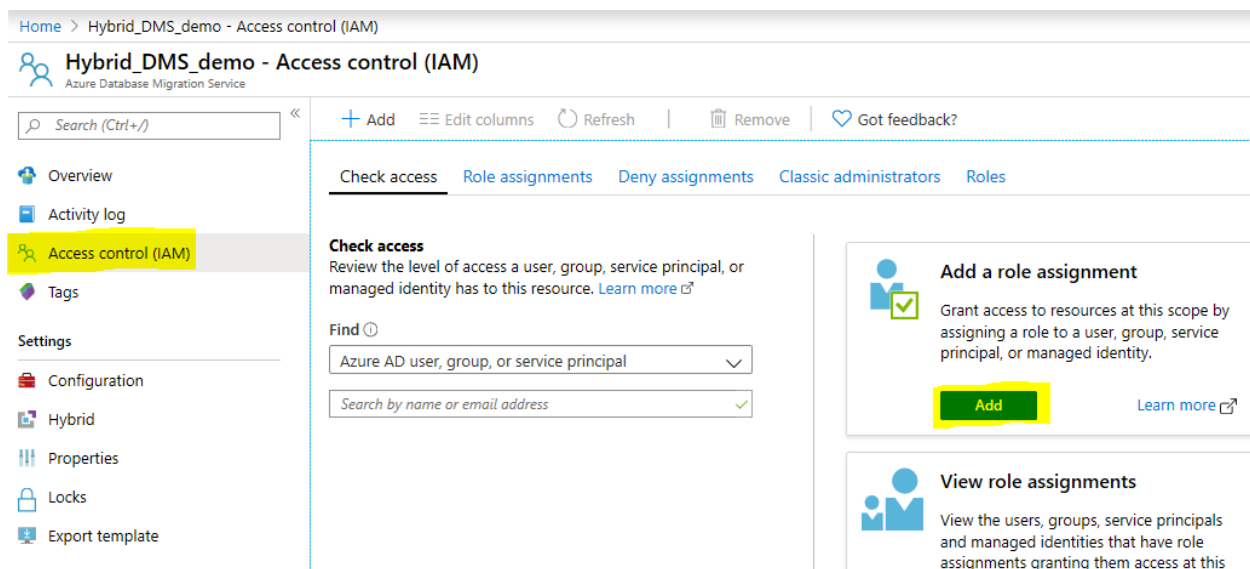 Home > Hybrid_DMS_demo - Access control (IAM)
Hybrid_DMS_demo - Access control (IAM)
Azure Database Migration Service
Search (Ctrl+/)
«
Add
Edit columns
Refresh
Remove
Got feedback?
Overview
Activity log
Access control (IAM)
Tags
Settings
Configuration
Hybrid
Properties
Locks
Export template
Check access
Role assignments
Deny assignments
Classic administrators
Roles
Check access
Review the level of access a user, group, service principal, or
managed identity has to this resource. Learn more
Find
Azure AD user, group, or service principal
Search by name or email address
Add a role assignment
Grant access to resources at this scope by
assigning a role to a user, group, service
principal, or managed identity.
Add
Learn more
View role assignments
View the users, groups, service principals
and managed identities that have role
assignments granting them access at this